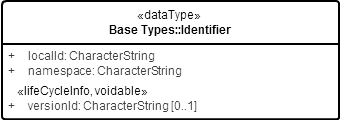 «dataType»
Base Types::Identifier
+ localId: CharacterString
+ namespace: CharacterString
«lifeCycleInfo, voidable»
+ versionId: CharacterString [0..1]